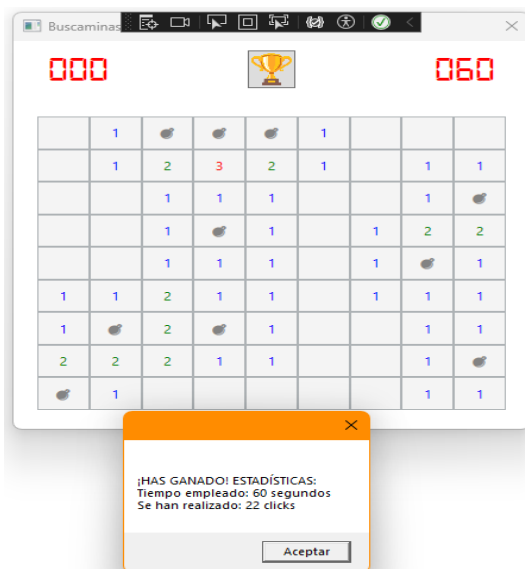 Buscaminas
000
060
1 1
1 2 3 2 1 1 1
1 1 1 1
1 1 1 2 2
1 1 1 1 1
1 1 2 1 1 1 1 1
1 2 1 1 1
2 2 2 1 1 1
1 1 1
¡HAS GANADO! ESTADÍSTICAS:
Tiempo empleado: 60 segundos
Se han realizado: 22 clicks
Aceptar